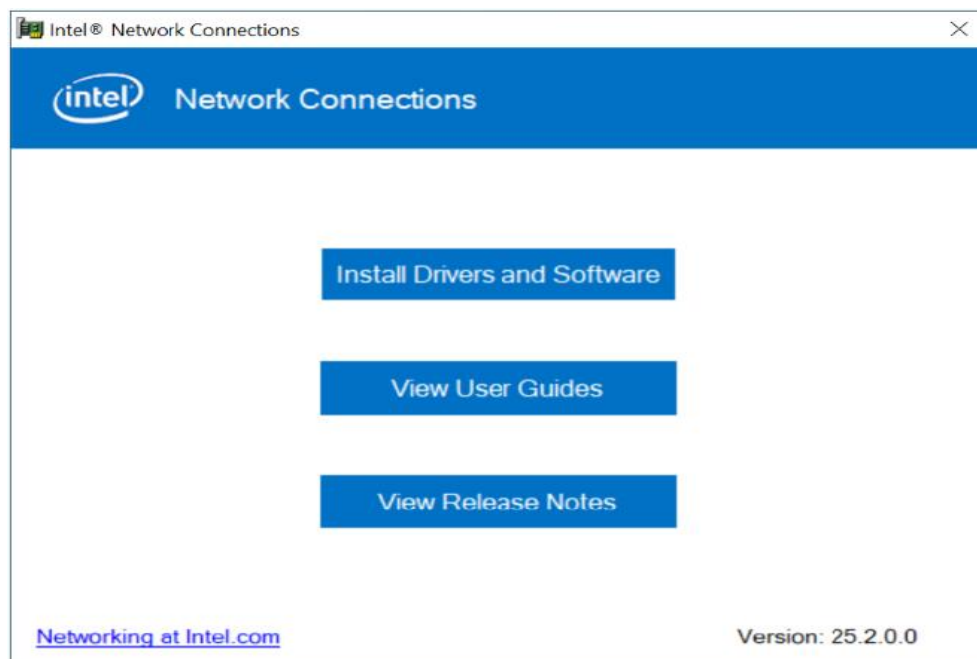 Intel® Network Connections
intel Network Connections
Install Drivers and Software
View User Guides
View Release Notes
Networking at Intel.com Version: 25.2.0.0